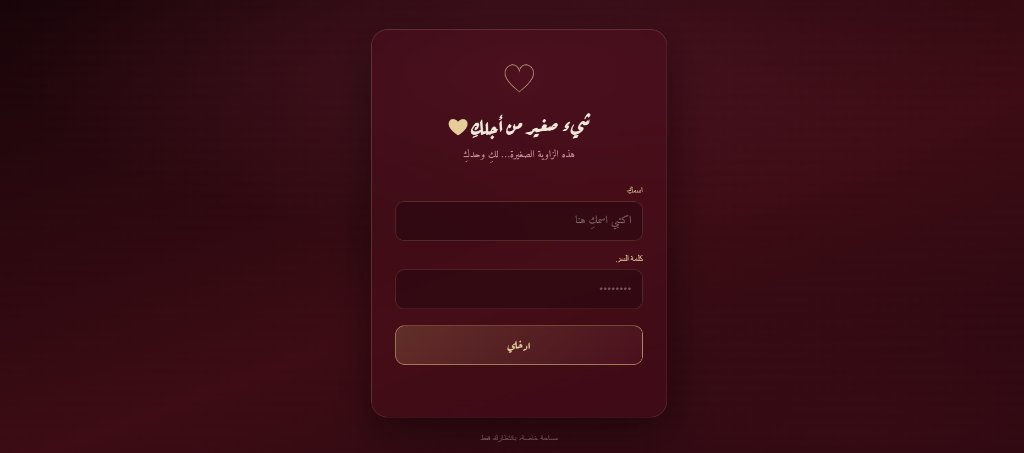 شيء صغير من أجلكِ
هذه الزاوية الصغيرة... لكِ وحدكِ
اسمكِ
اكتبي اسمكِ هنا
كلمة السر
ادخلي
مساحة خاصة، بانتظارك فقط